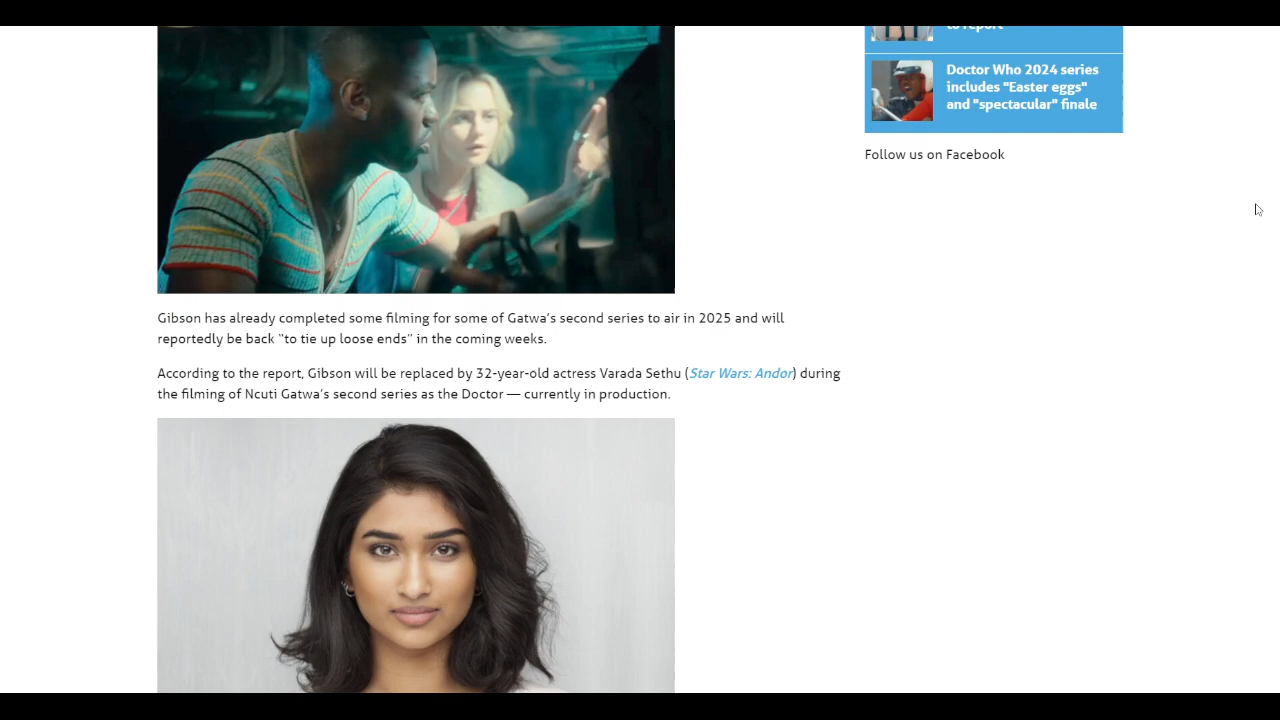 to report
Doctor Who 2024 series
includes "Easter eggs"
and "spectacular" finale
Follow us on Facebook
Gibson has already completed some filming for some of Gatwa’s second series to air in 2025 and will
reportedly be back “to tie up loose ends” in the coming weeks.
According to the report, Gibson will be replaced by 32-year-old actress Varada Sethu (Star Wars: Andor) during
the filming of Ncuti Gatwa’s second series as the Doctor — currently in production.